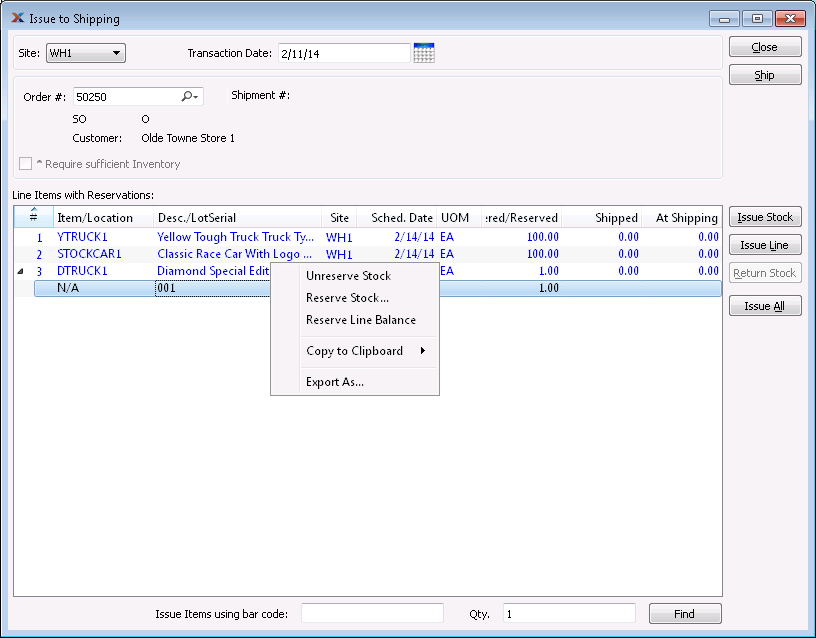 Issue to Shipping
Site: WH1 Transaction Date: 2/11/14 Close
Ship
Order #: 50250 Shipment #:
SO O
Customer: Olde Towne Store 1
^ Require sufficient Inventory
Line Items with Reservations:
# Item/Location Desc./LotSerial Site Sched. Date UOM :red/Reserved Shipped At Shipping Issue Stock
1 YTRUCK1 Yellow Tough Truck Truck Ty... WH1 2/14/14 EA 100.00 0.00 0.00
Issue Line
2 STOCKCAR1 Classic Race Car With Logo ... WH1 2/14/14 EA 100.00 0.00 0.00
3 DTRUCK1 Diamond Special Edit EA 1.00 0.00 0.00
Return Stock
N/A 001 1.00
Issue All
Unreserve Stock
Reserve Stock...
Reserve Line Balance
Copy to Clipboard
Export As...
Issue Items using bar code: Qty. 1 Find